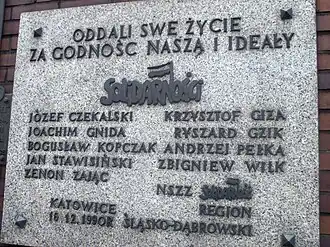 ODDALI SWE ŻYCIE
ZA GODNOŚĆ NASZĄ I IDEAŁY
SOLIDARNOŚCI
JÓZEF CZEKALSKI KRZYSZTOF GIZA
JOACHIM GNIDA RYSZARD GZIK
BOGUSŁAW KOPCZAK ANDRZEJ PEŁKA
JAN STAWISIŃSKI ZBIGNIEW WILK
ZENON ZAJĄC
NSZZ Solidarność
KATOWICE REGION
16.12.1990R ŚLĄSKO-DĄBROWSKI